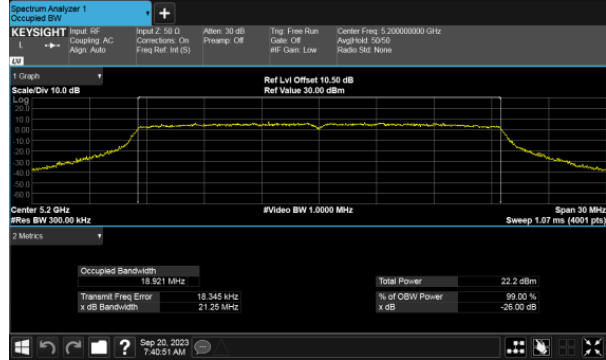 Spectrum Analyzer 1
Occupied BW
+
KEYSIGHT
L
Input: RF
Coupling: AC
Align: Auto
Input Z: 50 Ω
Corrections: On
Freq Ref: Int (S)
Atten: 30 dB
Preamp: Off
Trig: Free Run
Gate: Off
#IF Gain: Low
Center Freq: 5.200000000 GHz
Avg|Hold: 50/50
Radio Std: None
1 Graph
Scale/Div 10.0 dB
Ref Lvl Offset 10.50 dB
Ref Value 30.00 dBm
Log
20.0
10.0
0.00
-10.0
-20.0
-30.0
-40.0
-50.0
-60.0
Center 5.2 GHz
#Res BW 300.00 kHz
#Video BW 1.0000 MHz
Span 30 MHz
Sweep 1.07 ms (4001 pts)
2 Metrics
Occupied Bandwidth
18.921 MHz
Total Power 22.2 dBm
Transmit Freq Error 18.345 kHz
x dB Bandwidth 21.25 MHz
% of OBW Power 99.00 %
x dB -26.00 dB
?
Sep 20, 2023
7:40:51 AM